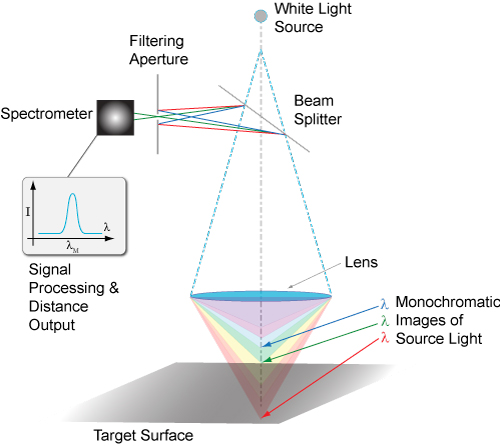 White Light
Source
Filtering
Aperture
Beam
Splitter
Spectrometer
I
λ
λM
Signal
Processing &
Distance
Output
Lens
λ Monochromatic
λ Images of
λ Source Light
Target Surface